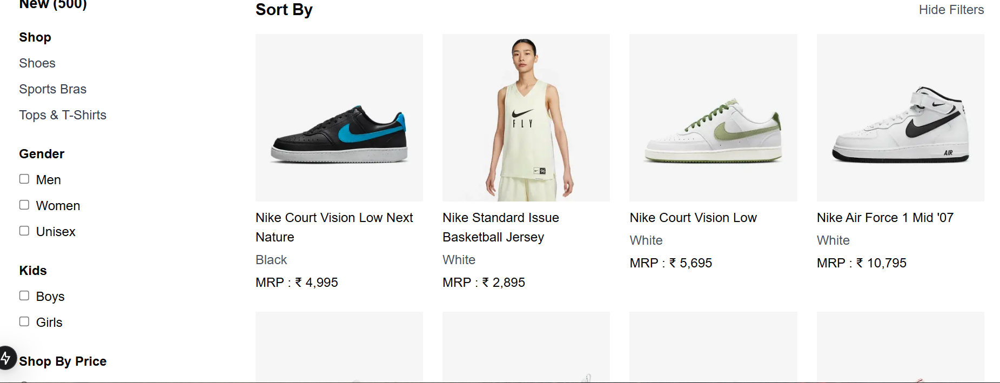 New (500)
Shop
Shoes
Sports Bras
Tops & T-Shirts
Gender
Men
Women
Unisex
Kids
Boys
Girls
Shop By Price
Sort By
Hide Filters
Nike Court Vision Low Next
Nature
Black
MRP : ₹ 4,995
FLY
Nike Standard Issue
Basketball Jersey
White
MRP : ₹ 2,895
Nike Court Vision Low
White
MRP : ₹ 5,695
AIR
Nike Air Force 1 Mid '07
White
MRP : ₹ 10,795